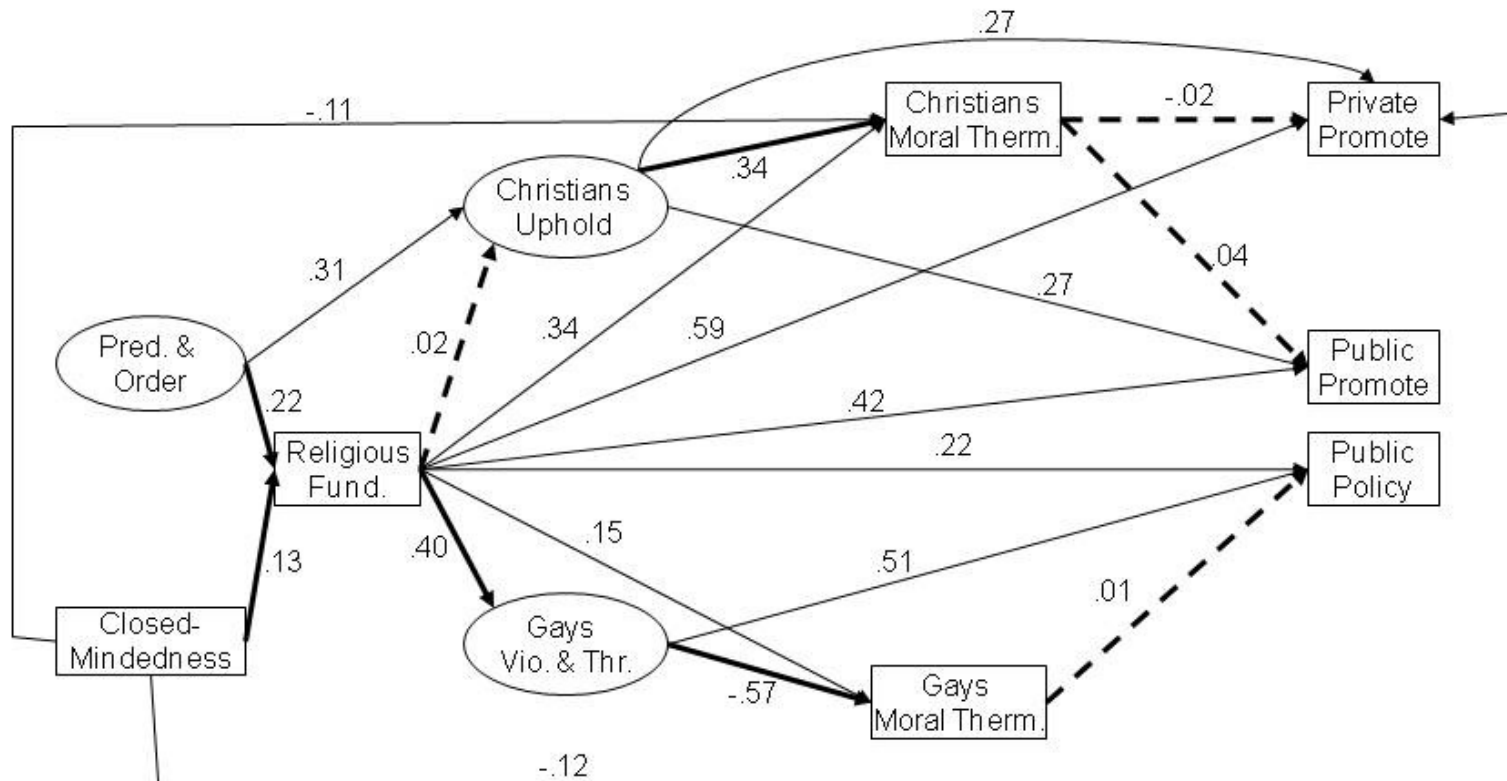 .27
-.11
Christians
Moral Therm.
-.02
Private
Promote
.34
Christians
Uphold
.31
.04
.27
.34
.59
.02
Pred. &
Order
Public
Promote
.22
.42
Religious
Fund.
.22
Public
Policy
.13
.40
.15
.51
.01
Closed-
Mindedness
Gays
Vio. & Thr.
-.57
Gays
Moral Therm.
-.12